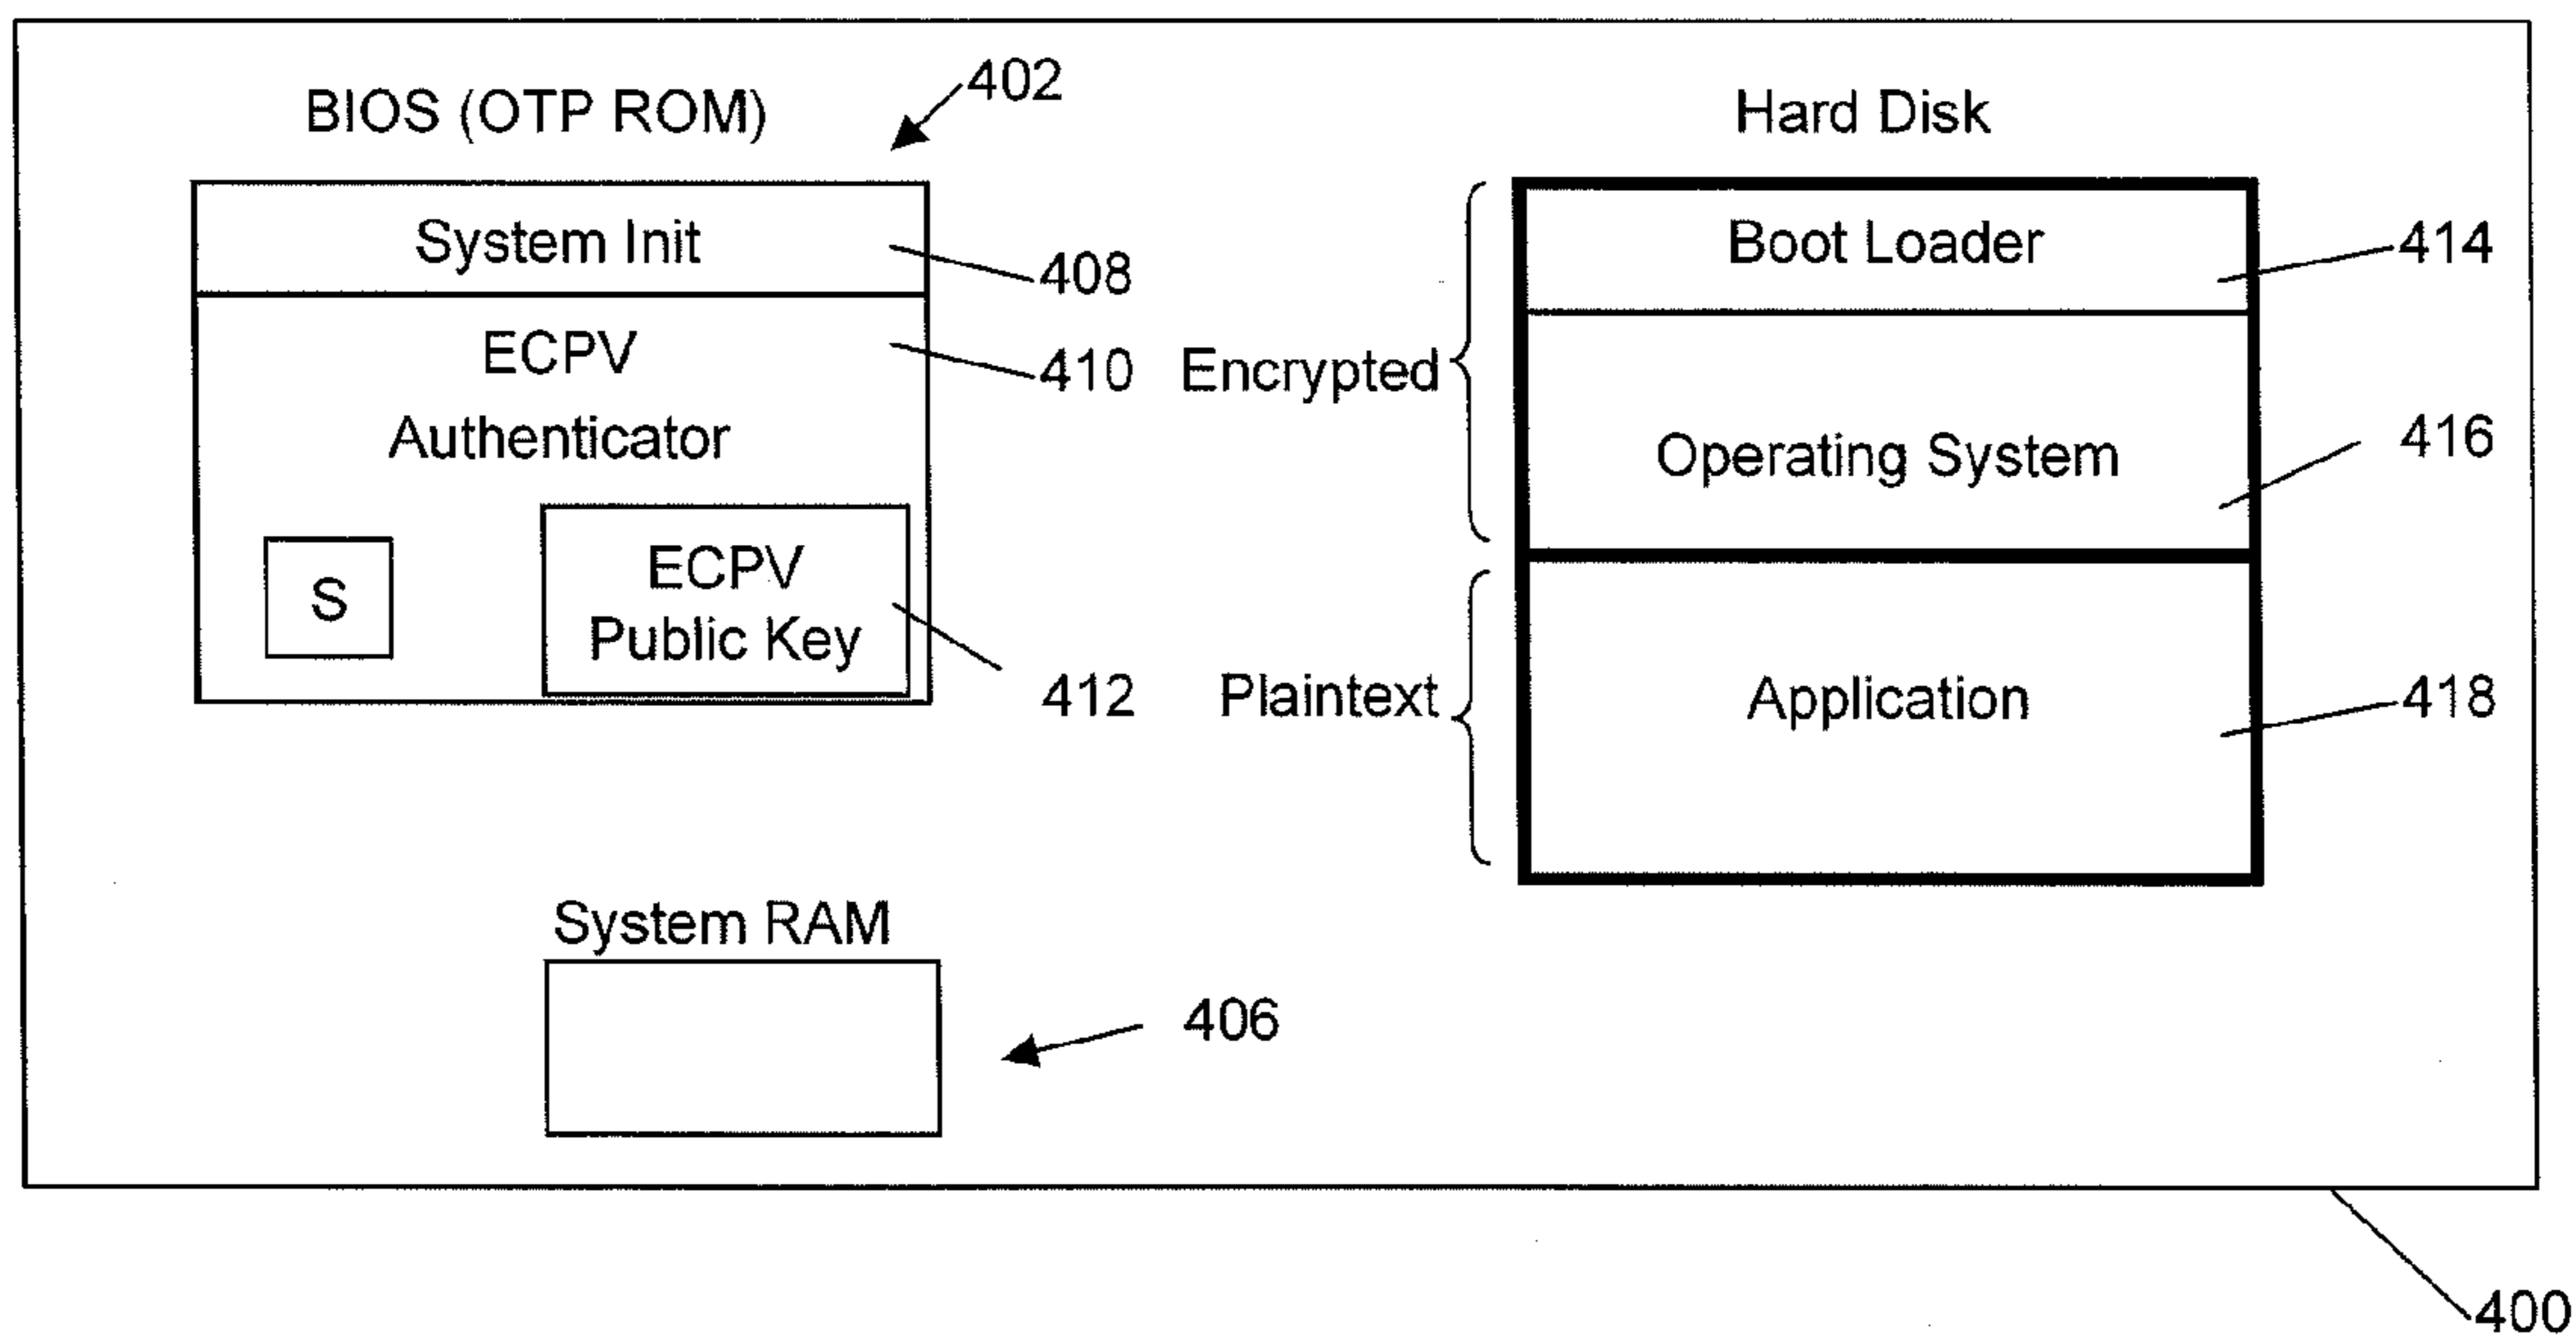 BIOS (OTP ROM)
402
Hard Disk
System Init
408
Boot Loader
414
ECPV
Authenticator
410
Encrypted
Operating System
416
S
ECPV
Public Key
412
Plaintext
Application
418
System RAM
406
400